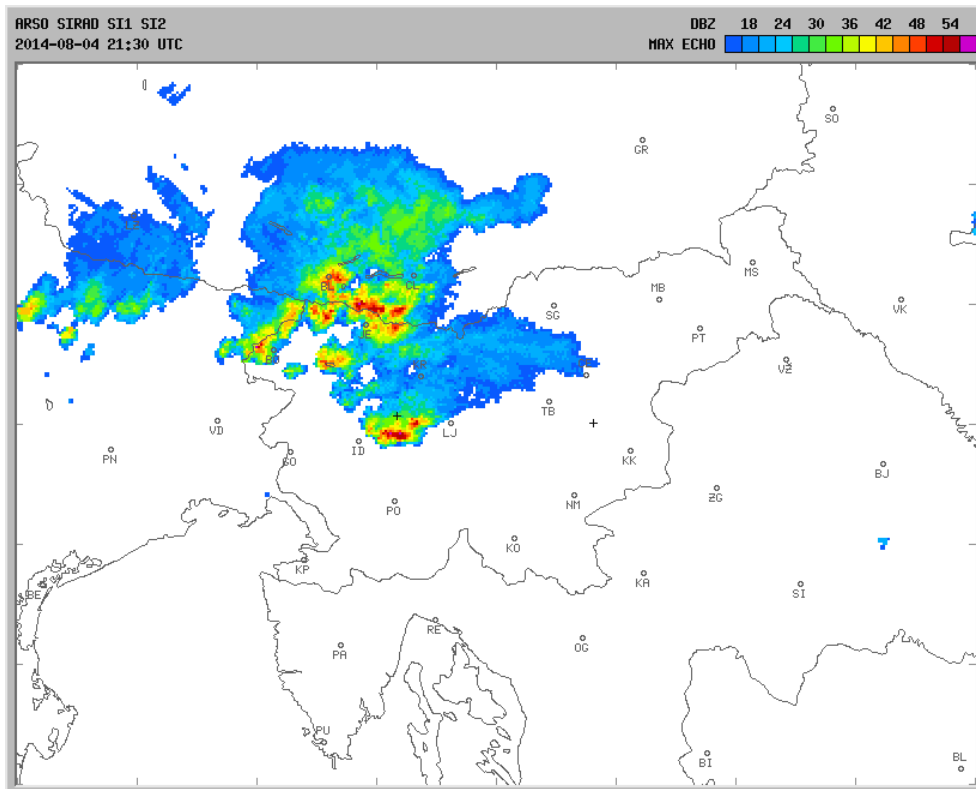 ARSO SIRAD SI1 SI2
DBZ 18 24 30 36 42 48 54
2014-08-04 21:30 UTC
MAX ECHO
SO
GR
MS
BL
CL
MB
VK
SG
JE
PT
BO
VŽ
TB
VD
LJ
PN
ID
GO
KK
BJ
ZG
PO
NM
KO
KP
KA
BE
SI
RE
PA
OG
PU
BI
BL